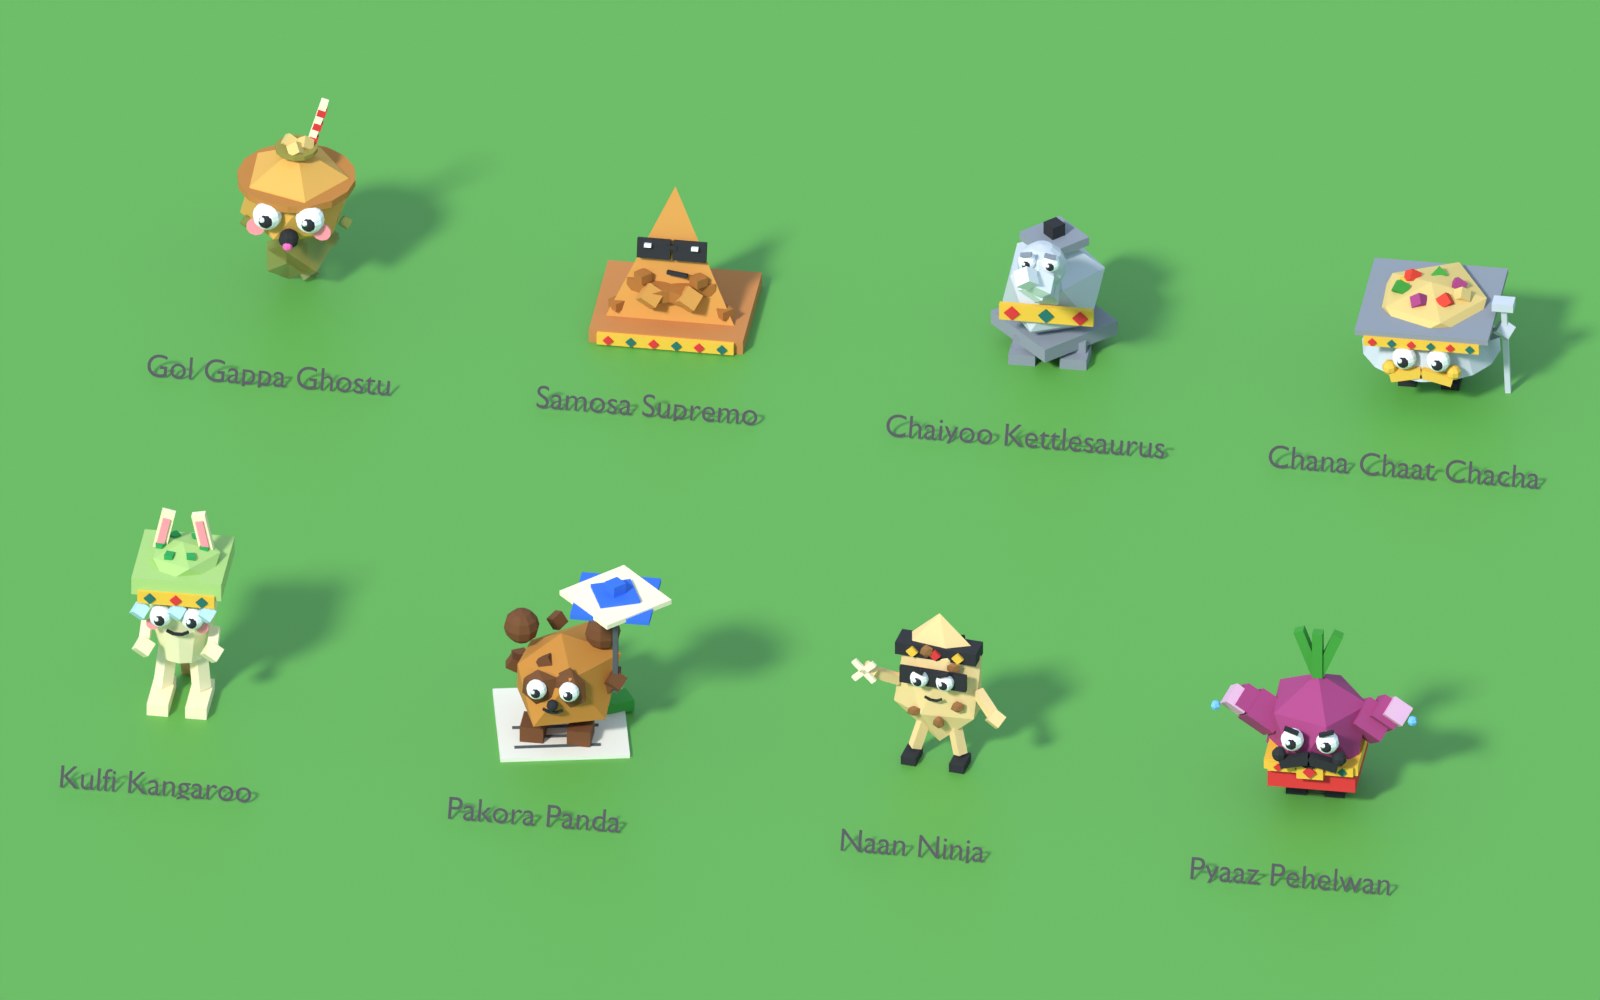 Gol Gappa Ghostu
Samosa Supremo
Chaiyoo Kettlesaurus
Chana Chaat Chacha
Kulfi Kangaroo
Pakora Panda
Naan Ninja
Pyaaz Pehelwan